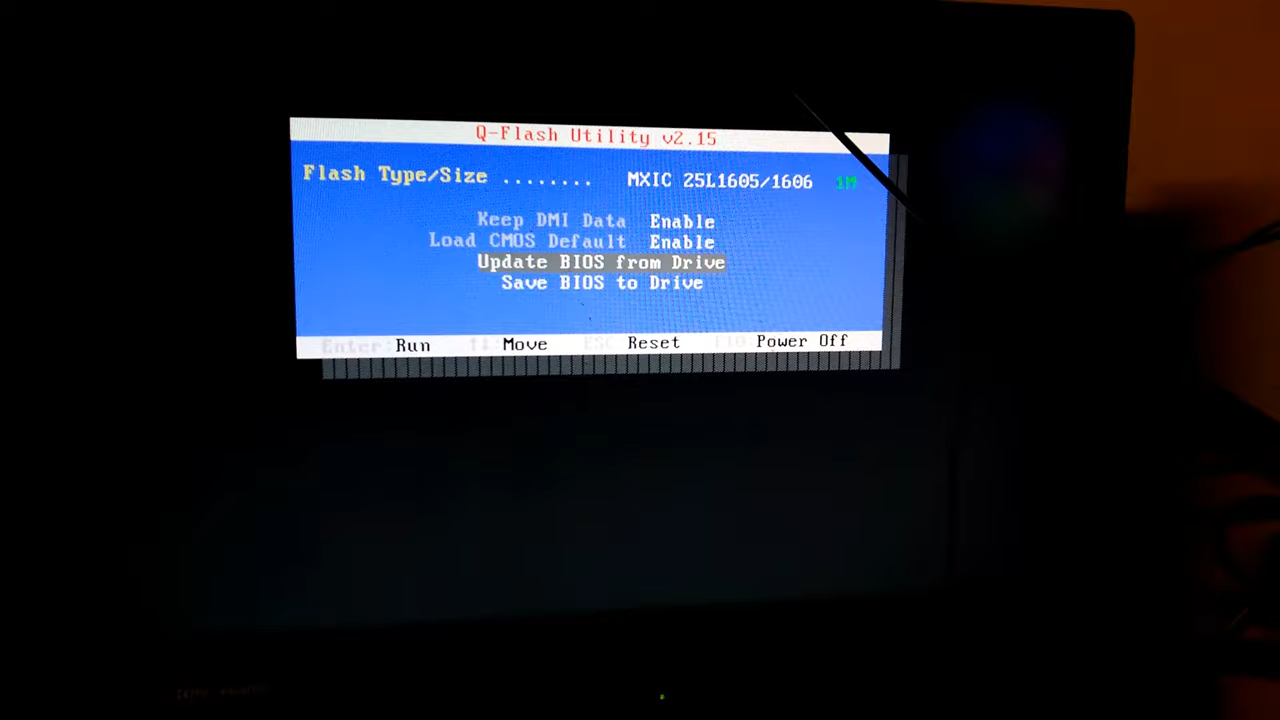 Q-Flash Utility v2.15
Flash Type/Size ........ MXIC 25L1605/1606 1M
Keep DMI Data Enable
Load CMOS Default Enable
Update BIOS from Drive
Save BIOS to Drive
Enter:Run ↑↓:Move ESC:Reset F10:Power Off